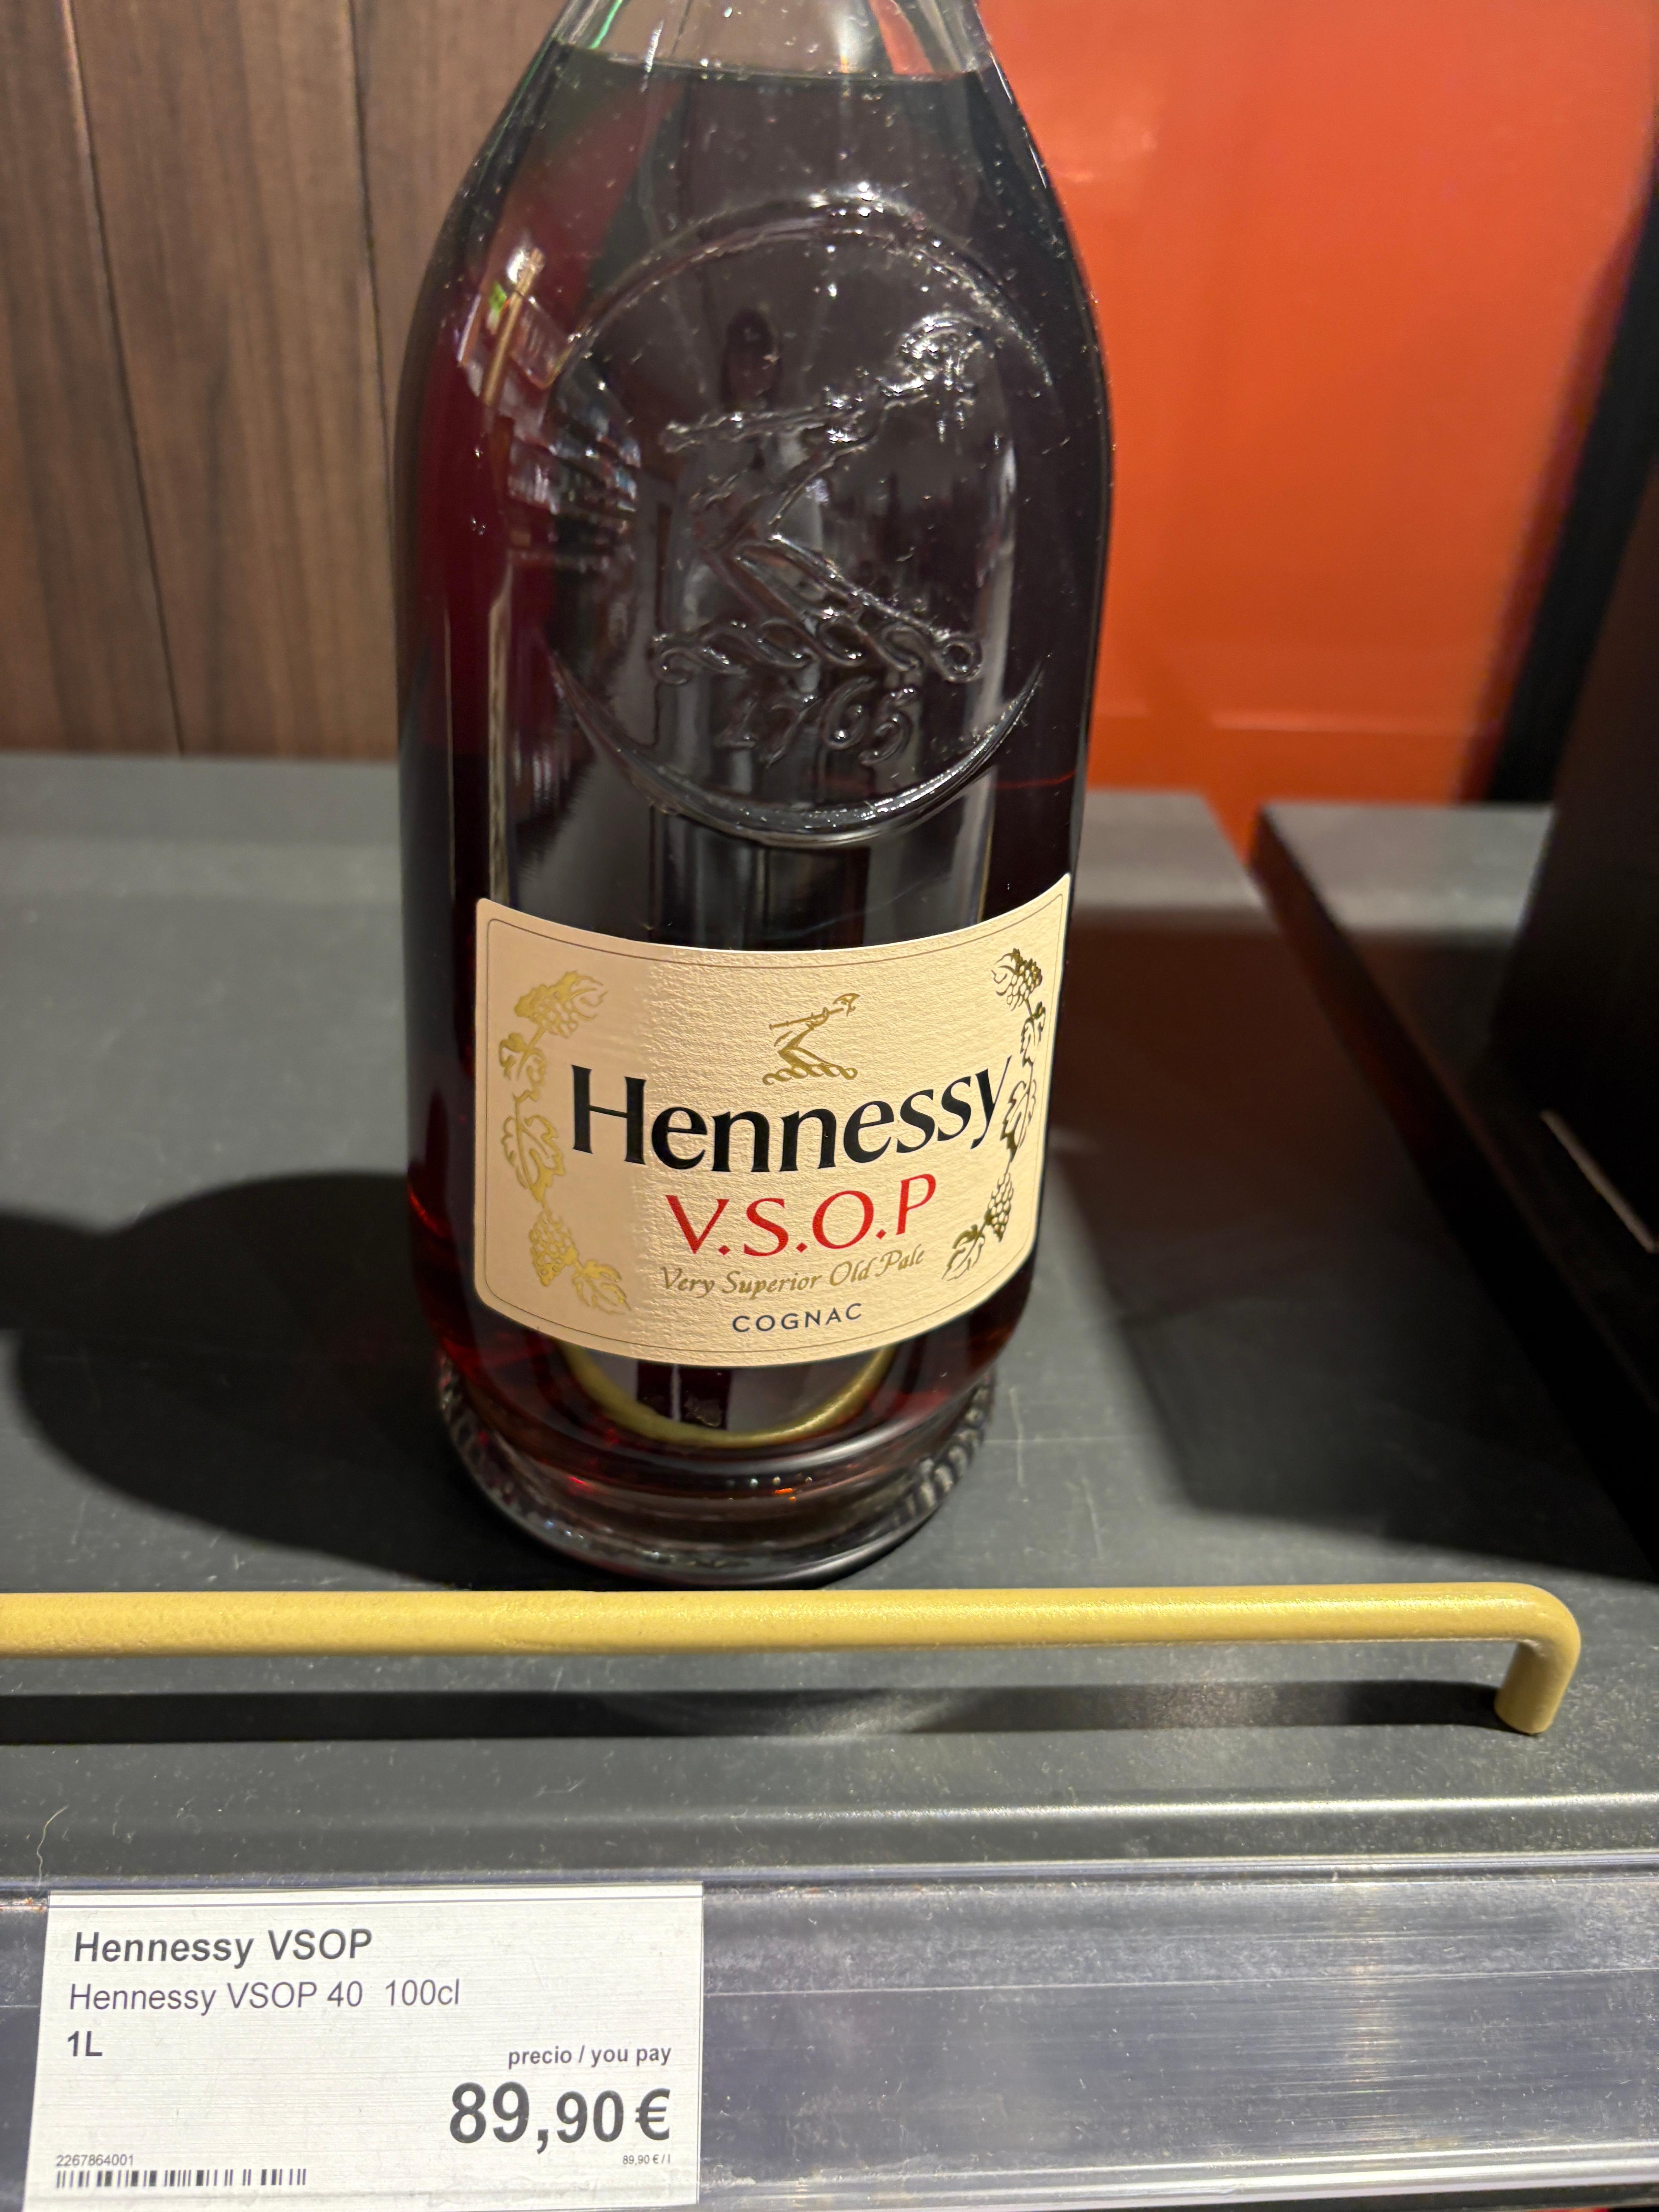 1765
Hennessy
V.S.O.P
Very Superior Old Pale
COGNAC
Hennessy VSOP
Hennessy VSOP 40 100cl
1L
precio / you pay
89,90 €
2267864001
89,90 € / l